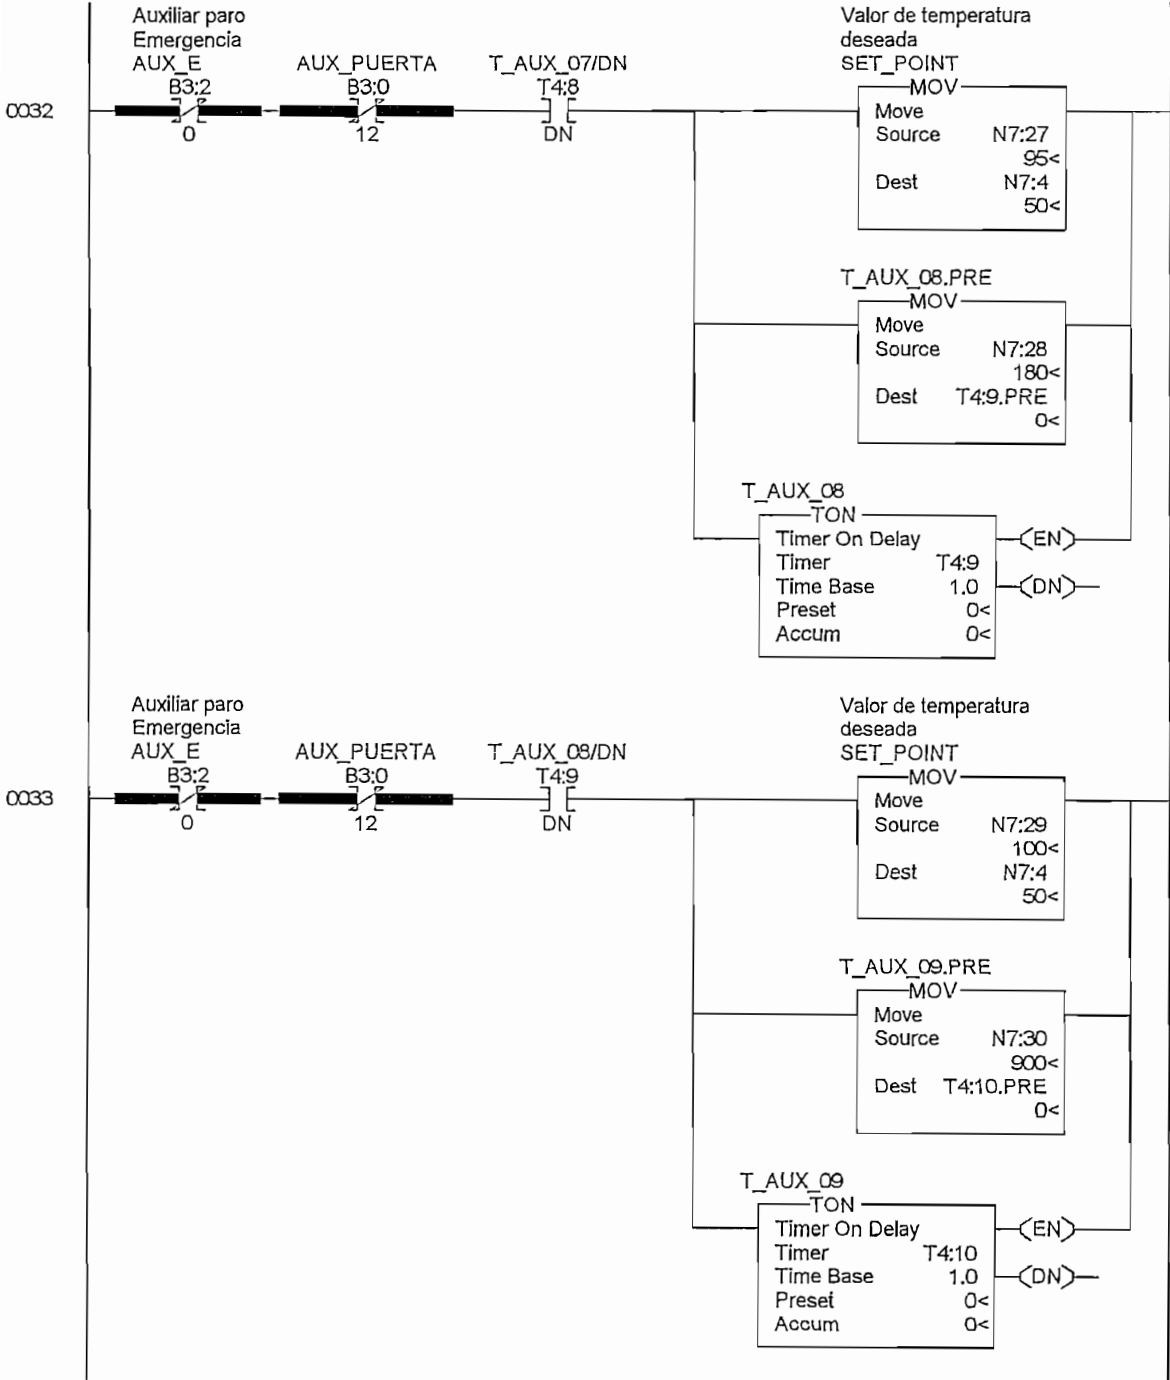 Auxiliar paro
Emergencia
AUX_E
B3:2
0
AUX_PUERTA
B3:0
12
T_AUX_07/DN
T4:8
DN
0032
Valor de temperatura
deseada
SET_POINT
MOV
Move
Source N7:27
95<
Dest N7:4
50<
T_AUX_08.PRE
MOV
Move
Source N7:28
180<
Dest T4:9.PRE
0<
T_AUX_08
TON
Timer On Delay
Timer T4:9
Time Base 1.0
Preset 0<
Accum 0<
EN
DN
Auxiliar paro
Emergencia
AUX_E
B3:2
0
AUX_PUERTA
B3:0
12
T_AUX_08/DN
T4:9
DN
0033
Valor de temperatura
deseada
SET_POINT
MOV
Move
Source N7:29
100<
Dest N7:4
50<
T_AUX_09.PRE
MOV
Move
Source N7:30
900<
Dest T4:10.PRE
0<
T_AUX_09
TON
Timer On Delay
Timer T4:10
Time Base 1.0
Preset 0<
Accum 0<
EN
DN